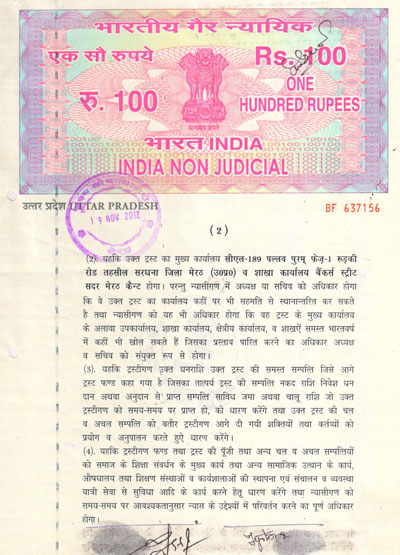 भारतीय गैर न्यायिक
एक सौ रुपये
Rs. 100
रु. 100
ONE
HUNDRED RUPEES
सत्यमेव जयते
भारत INDIA
INDIA NON JUDICIAL
उत्तर प्रदेश UTTAR PRADESH
BF 637156
19 NOV 2012
(2)
(2). यहकि उक्त ट्रस्ट का मुख्य कार्यालय सीएल-189 पल्लव पुरम् फेज़-1 रूड़की
रोड तहसील सरधना जिला मेरठ (उ0प्र0) व शाखा कार्यालय बैंकर्स स्ट्रीट
सदर मेरठ कैन्ट होगा। परन्तु न्यासीगण में अध्यक्ष या सचिव को अधिकार होगा
कि वे उक्त ट्रस्ट का कार्यालय कहीं पर भी सहमति से स्थानान्तरित कर सकते
है तथा न्यासीगण को यह भी अधिकार होगा कि वह ट्रस्ट के मुख्य कार्यालय
के अलावा उपकार्यालय, शाखा कार्यालय, क्षेत्रीय कार्यालय, व शाखऐं समस्त भारतवर्ष
में कहीं भी खोल सकते हैं जिसका प्रस्ताव पारित करने का अधिकार अध्यक्ष
व सचिव को संयुक्त रूप से होगा।
(3). यहकि ट्रस्टीगण उक्त धनराशि उक्त ट्रस्ट की समस्त सम्पत्ति जिसे आगे
ट्रस्ट फण्ड कहा गया है जिसका तात्पर्य ट्रस्ट की सम्पत्ति नकद राशि निवेश धन
दान अथवा अनुदान से प्राप्त सम्पत्ति सावधि जमा अथवा चालू राशि जो उक्त
ट्रस्टीगण को समय-समय पर प्राप्त हो, को धारण करेंगे तथा उक्त ट्रस्ट की चल
व अचल सम्पत्ति को बतौर ट्रस्टीगण आगे दी गयी शक्तियों तथा कर्तव्यों को
प्रयोग व अनुपालन करते हुऐ धारण करेंगे।
(4). यहकि ट्रस्टीगण फण्ड तथा ट्रस्ट की पूँजी तथा अन्य चल व अचल सम्पत्तियों
को समाज के शिक्षा संवर्धन के मुख्य कार्य तथा अन्य सामाजिक उत्थान के कार्य,
औषधालय तथा शिक्षण संस्थाओं व कार्यशालाओं की स्थापना एवं संचालन व व्यवस्था
यात्री सेवा से सुविधा आदि के कार्य करने हेतू धारण करेंगे तथा न्यासीगण को
समय-समय पर आवश्यकतानुसार न्यास के उद्देश्यों में परिवर्तन करने का पूर्ण अधिकार
होगा।